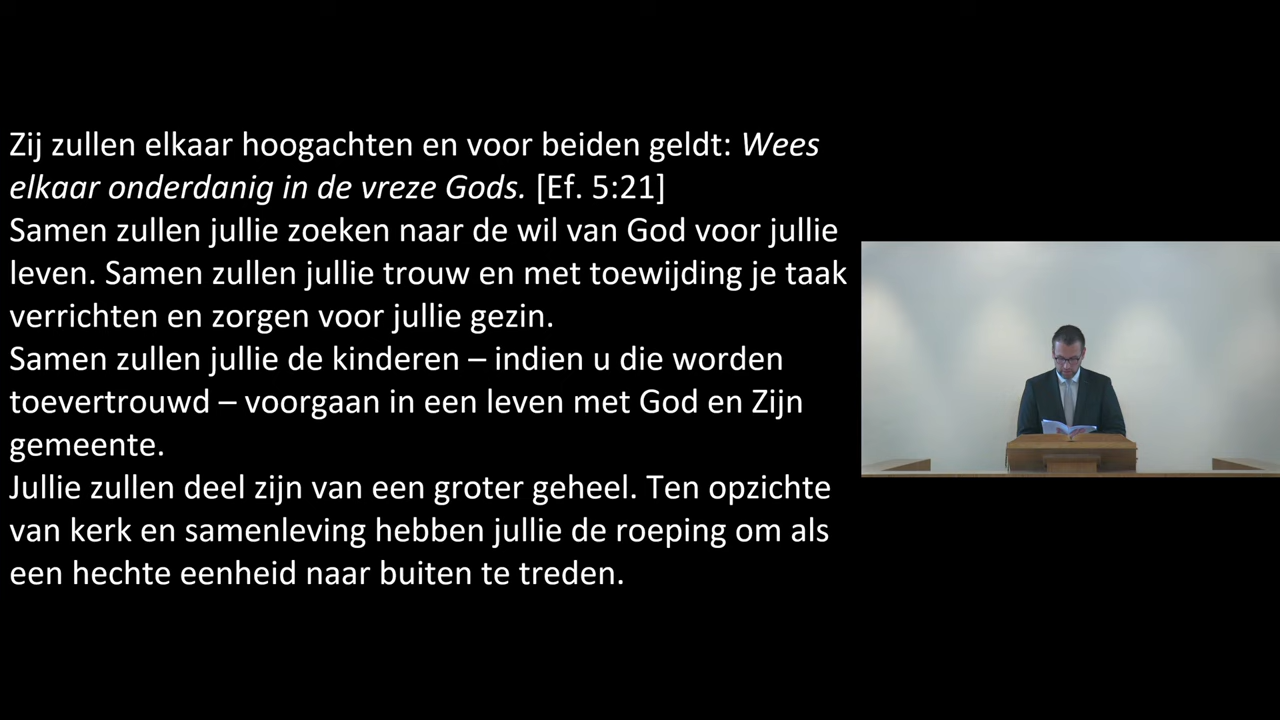 Zij zullen elkaar hoogachten en voor beiden geldt: Wees
elkaar onderdanig in de vreze Gods. [Ef. 5:21]
Samen zullen jullie zoeken naar de wil van God voor jullie
leven. Samen zullen jullie trouw en met toewijding je taak
verrichten en zorgen voor jullie gezin.
Samen zullen jullie de kinderen – indien u die worden
toevertrouwd – voorgaan in een leven met God en Zijn
gemeente.
Jullie zullen deel zijn van een groter geheel. Ten opzichte
van kerk en samenleving hebben jullie de roeping om als
een hechte eenheid naar buiten te treden.